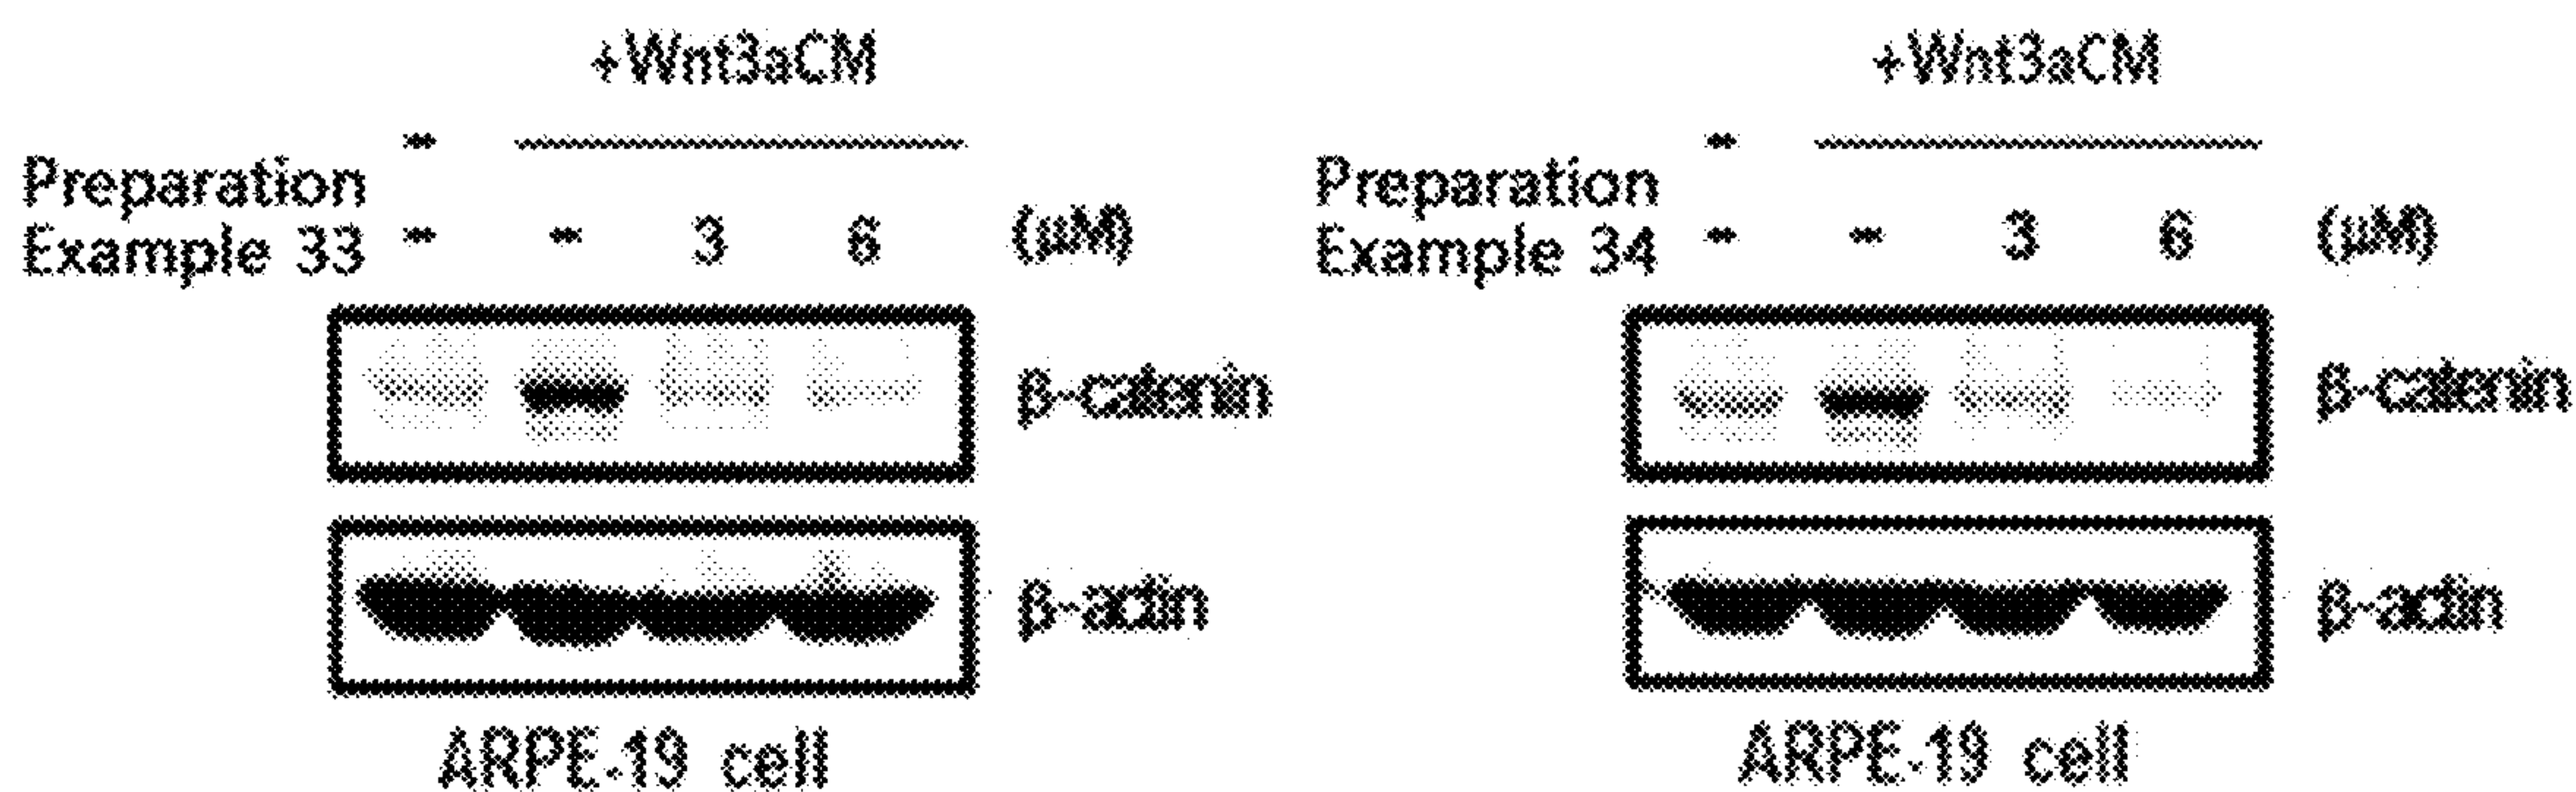 +Wnt3aCM
-
Preparation
Example 33 - - 3 6 (μM)
β-catenin
β-actin
ARPE-19 cell
+Wnt3aCM
-
Preparation
Example 34 - - 3 6 (μM)
β-catenin
β-actin
ARPE-19 cell